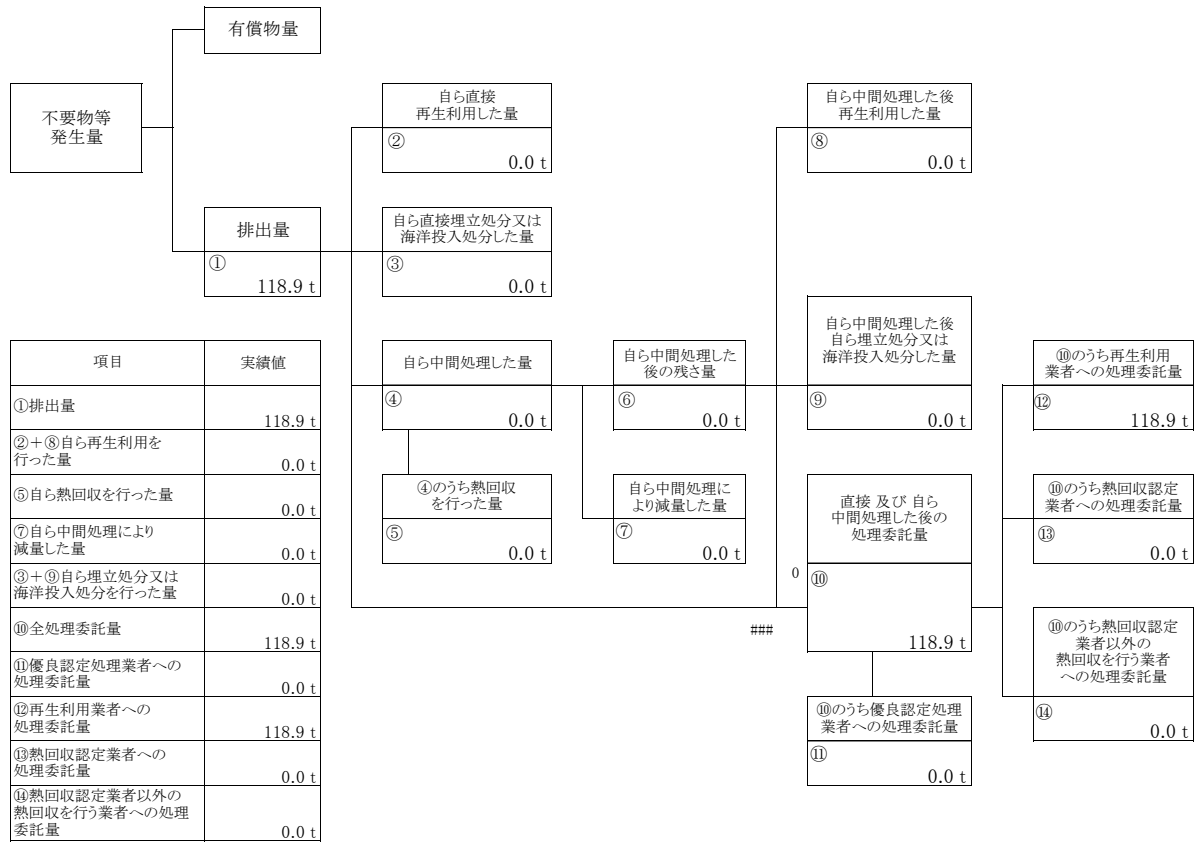 有償物量
不要物等
発生量
自ら直接
再生利用した量
②
0.0 t
自ら中間処理した後
再生利用した量
⑧
0.0 t
排出量
①
118.9 t
自ら直接埋立処分又は
海洋投入処分した量
③
0.0 t
自ら中間処理した量
④
0.0 t
自ら中間処理した
後の残さ量
⑥
0.0 t
自ら中間処理した後
自ら埋立処分又は
海洋投入処分した量
⑨
0.0 t
⑩のうち再生利用
業者への処理委託量
⑫
118.9 t
④のうち熱回収
を行った量
⑤
0.0 t
自ら中間処理に
より減量した量
⑦
0.0 t
直接 及び 自ら
中間処理した後の
処理委託量
0
⑩
118.9 t
###
⑩のうち熱回収認定
業者への処理委託量
⑬
0.0 t
⑩のうち熱回収認定
業者以外の
熱回収を行う業者
への処理委託量
⑭
0.0 t
⑩のうち優良認定処理
業者への処理委託量
⑪
0.0 t
項目 実績値
①排出量
118.9 t
②+⑧自ら再生利用を
行った量
0.0 t
⑤自ら熱回収を行った量
0.0 t
⑦自ら中間処理により
減量した量
0.0 t
③+⑨自ら埋立処分又は
海洋投入処分を行った量
0.0 t
⑩全処理委託量
118.9 t
⑪優良認定処理業者への
処理委託量
0.0 t
⑫再生利用業者への
処理委託量
118.9 t
⑬熱回収認定業者への
処理委託量
0.0 t
⑭熱回収認定業者以外の
熱回収を行う業者への処理
委託量
0.0 t